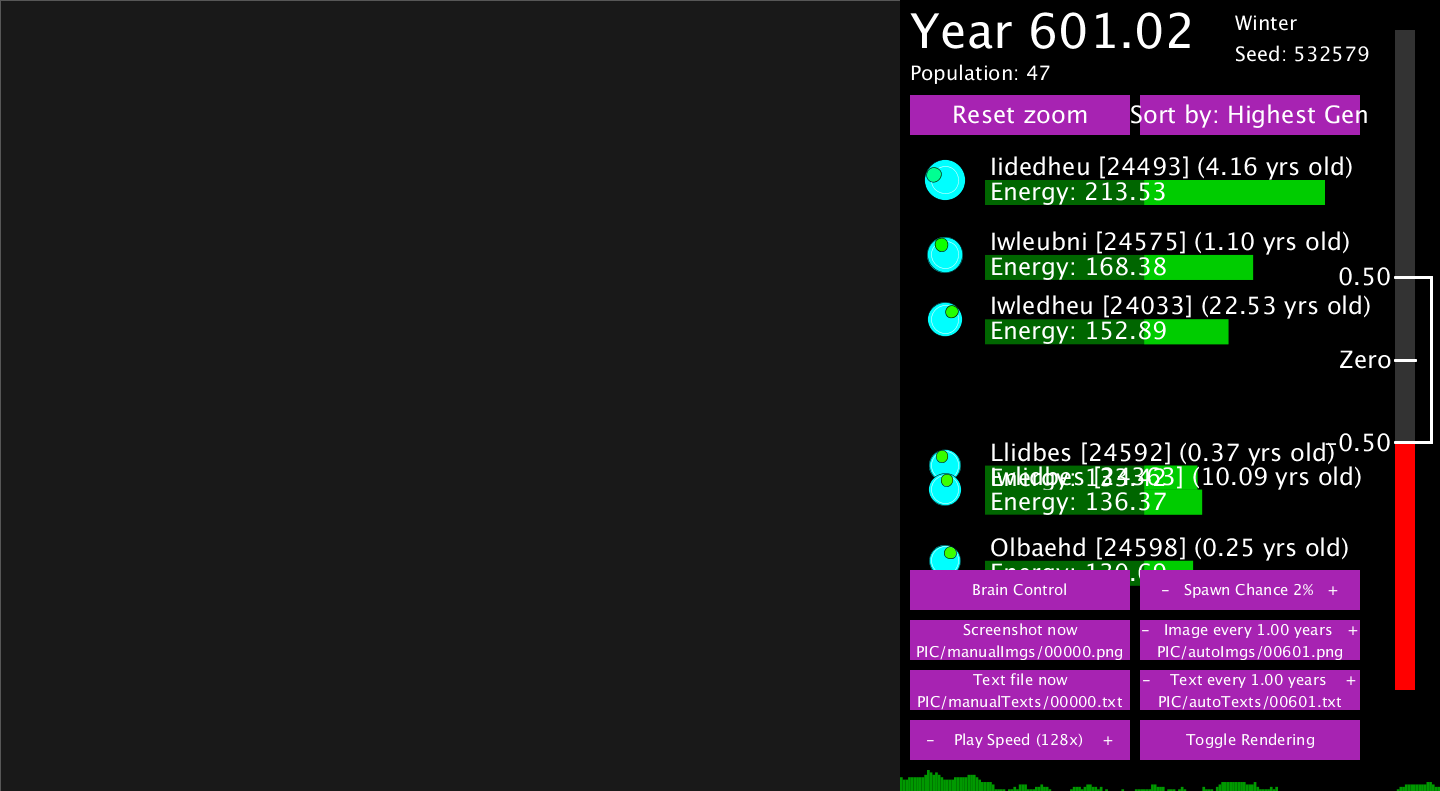 Year 601.02
Winter
Seed: 532579
Population: 47
Reset zoom
Sort by: Highest Gen
Iidedheu [24493] (4.16 yrs old)
Energy: 213.53
Iwleubni [24575] (1.10 yrs old)
Energy: 168.38
0.50
Iwledheu [24033] (22.53 yrs old)
Energy: 152.89
Zero
-0.50
Llidbes [24592] (0.37 yrs old)
(10.09 yrs old)
Energy: 136.37
Olbaehd [24598] (0.25 yrs old)
Brain Control
- Spawn Chance 2% +
Screenshot now
PIC/manualImgs/00000.png
- Image every 1.00 years +
PIC/autoImgs/00601.png
Text file now
PIC/manualTexts/00000.txt
- Text every 1.00 years +
PIC/autoTexts/00601.txt
- Play Speed (128x) +
Toggle Rendering